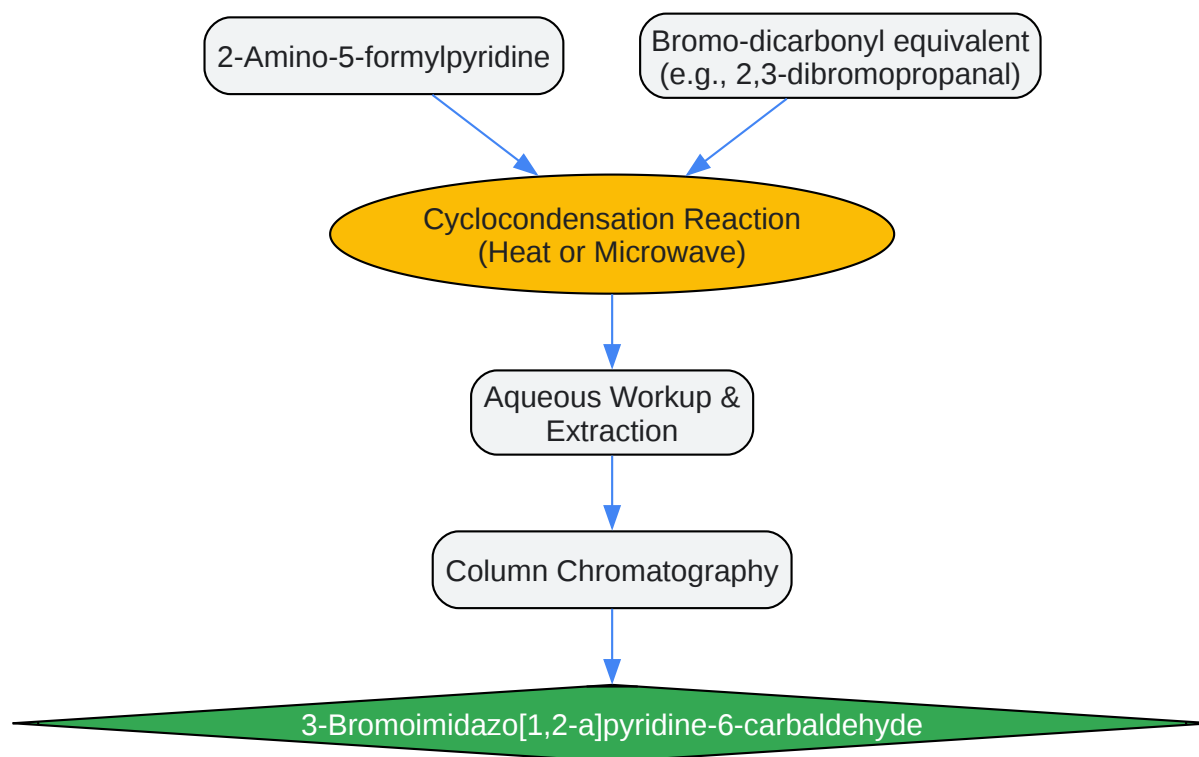 2-Amino-5-formylpyridine
Bromo-dicarbonyl equivalent
(e.g., 2,3-dibromopropanal)
Cyclocondensation Reaction
(Heat or Microwave)
Aqueous Workup &
Extraction
Column Chromatography
3-Bromoimidazo[1,2-a]pyridine-6-carbaldehyde